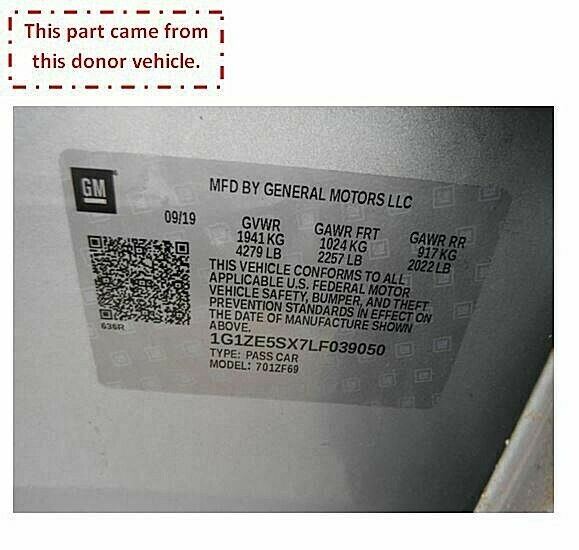 This part came from
this donor vehicle.
GM
MFD BY GENERAL MOTORS LLC
09/19
GVWR
1941 KG
4279 LB
GAWR FRT
1024 KG
2257 LB
GAWR RR
917 KG
2022 LB
THIS VEHICLE CONFORMS TO ALL
APPLICABLE U.S. FEDERAL MOTOR
VEHICLE SAFETY, BUMPER, AND THEFT
PREVENTION STANDARDS IN EFFECT ON
THE DATE OF MANUFACTURE SHOWN
ABOVE.
636R
1G1ZE5SX7LF039050
TYPE: PASS CAR
MODEL: 701ZF69